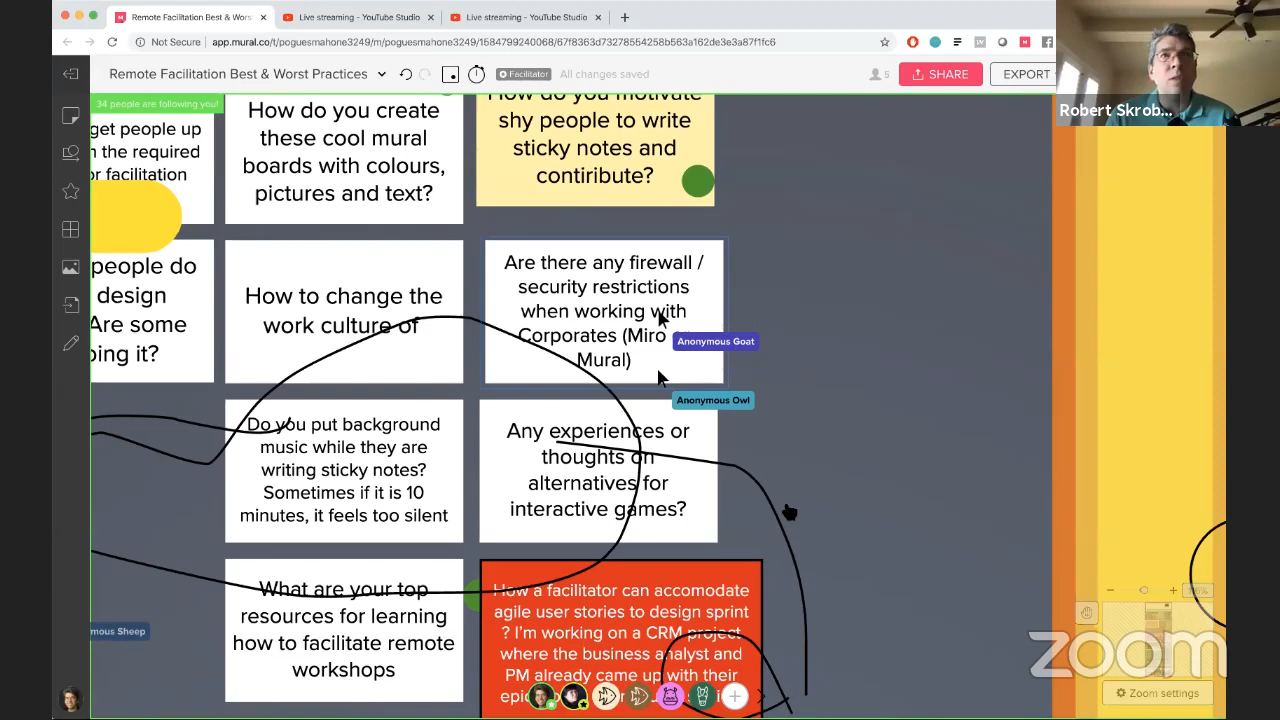 Remote Facilitation Best & Wors
Live streaming - YouTube Studio
Live streaming - YouTube Studio
Not Secure
app.mural.co/t/poguesmahone3249/m/poguesmahone3249/1584799240068/67f8363d73278554258b563a162de3e3a87f1fc6
Remote Facilitation Best & Worst Practices
Facilitator
All changes saved
5
SHARE
EXPORT
Robert Skrob...
34 people are following you!
get people up
the required
facilitation
How do you create
these cool mural
boards with colours,
pictures and text?
How do you motivate
shy people to write
sticky notes and
contiribute?
people do
design
Are some
ing it?
How to change the
work culture of
Are there any firewall /
security restrictions
when working with
Corporates (Miro
Mural)
Anonymous Goat
Anonymous Owl
Do you put background
music while they are
writing sticky notes?
Sometimes if it is 10
minutes, it feels too silent
Any experiences or
thoughts on
alternatives for
interactive games?
mous Sheep
What are your top
resources for learning
how to facilitate remote
workshops
How a facilitator can accomodate
agile user stories to design sprint
? I'm working on a CRM project
where the business analyst and
PM already came up with their
zoom
Zoom settings